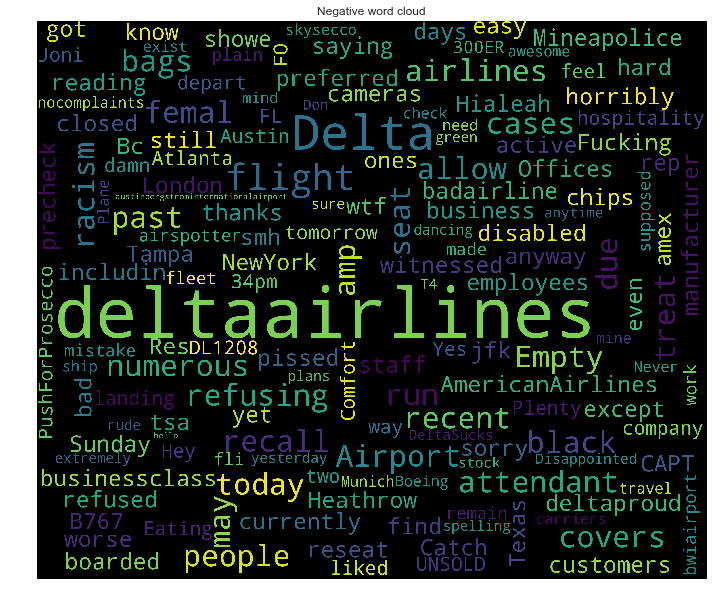 Negative word cloud
got know showe skysecco saying days easy Mineapolice
Joni exist bags plain FO 300ER awesome
reading depart preferred airlines feel hard
nocomplaints femal mind cameras Hialeah horribly
closed FL Don Delta check need cases hospitality
Bc still Austin green active Fucking
damn Atlanta ones allow Offices rep
precheck racism Plane London flight seat badairline chips supposed manufacturer
austinbergstrominternationalairport
past thanks sure wtf business anytime amex
airspotter smh tomorrow dancing made disabled
Tampa NewYork amp witnessed anyway due treat
includin fleet 34pm T4 employees even
deltaairlines
PushForProsecco mistake Res DL1208 pissed Comfort Yes jfk Empty mine Never
ship numerous plans staff AmericanAirlines work
bad landing refusing run Plenty except
rude tsa yet way recent DeltaSucks company
Sunday hello Hey recall Airport sorry black
extremely fli yesterday stock Disappointed CAPT
businessclass today two Munich Boeing attendant travel
refused may Heathrow remain deltaproud
B767 Eating currently find spelling Texas carriers bwiairport
worse people reseat Catch covers
boarded liked UNSOLD customers